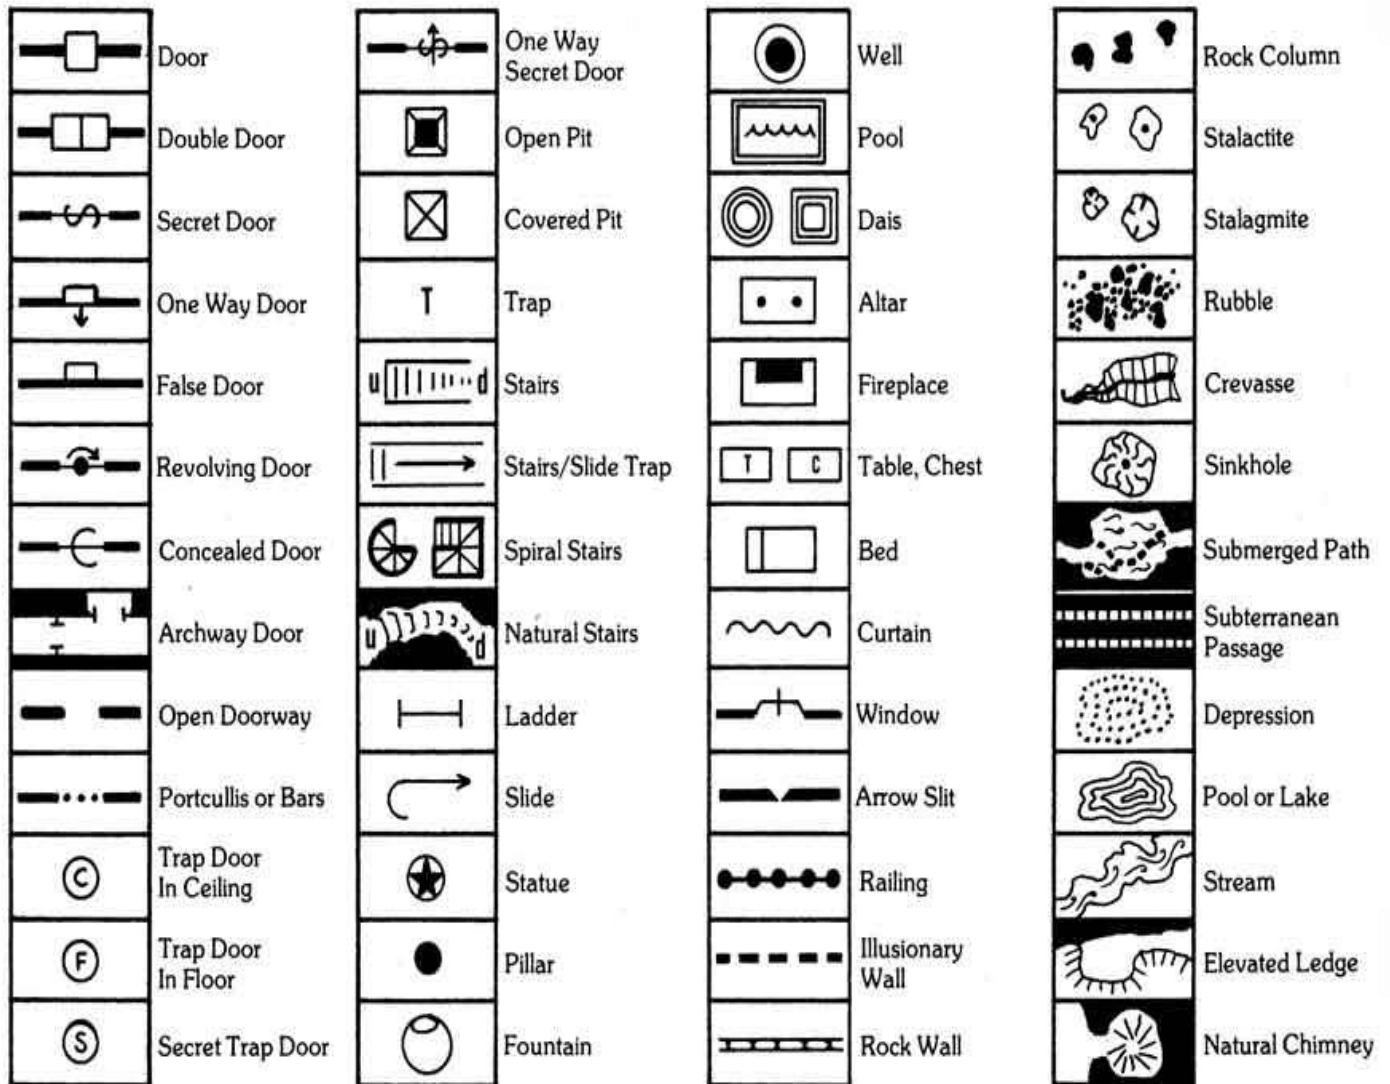 Door
Double Door
Secret Door
One Way Door
False Door
Revolving Door
Concealed Door
Archway Door
Open Doorway
Portcullis or Bars
C
Trap Door
In Ceiling
F
Trap Door
In Floor
S
Secret Trap Door
One Way
Secret Door
Open Pit
Covered Pit
T
Trap
u d
Stairs
Stairs/Slide Trap
Spiral Stairs
u d
Natural Stairs
Ladder
Slide
Statue
Pillar
Fountain
Well
Pool
Dais
Altar
Fireplace
T C
Table, Chest
Bed
Curtain
Window
Arrow Slit
Railing
Illusionary
Wall
Rock Wall
Rock Column
Stalactite
Stalagmite
Rubble
Crevasse
Sinkhole
Submerged Path
Subterranean
Passage
Depression
Pool or Lake
Stream
Elevated Ledge
Natural Chimney